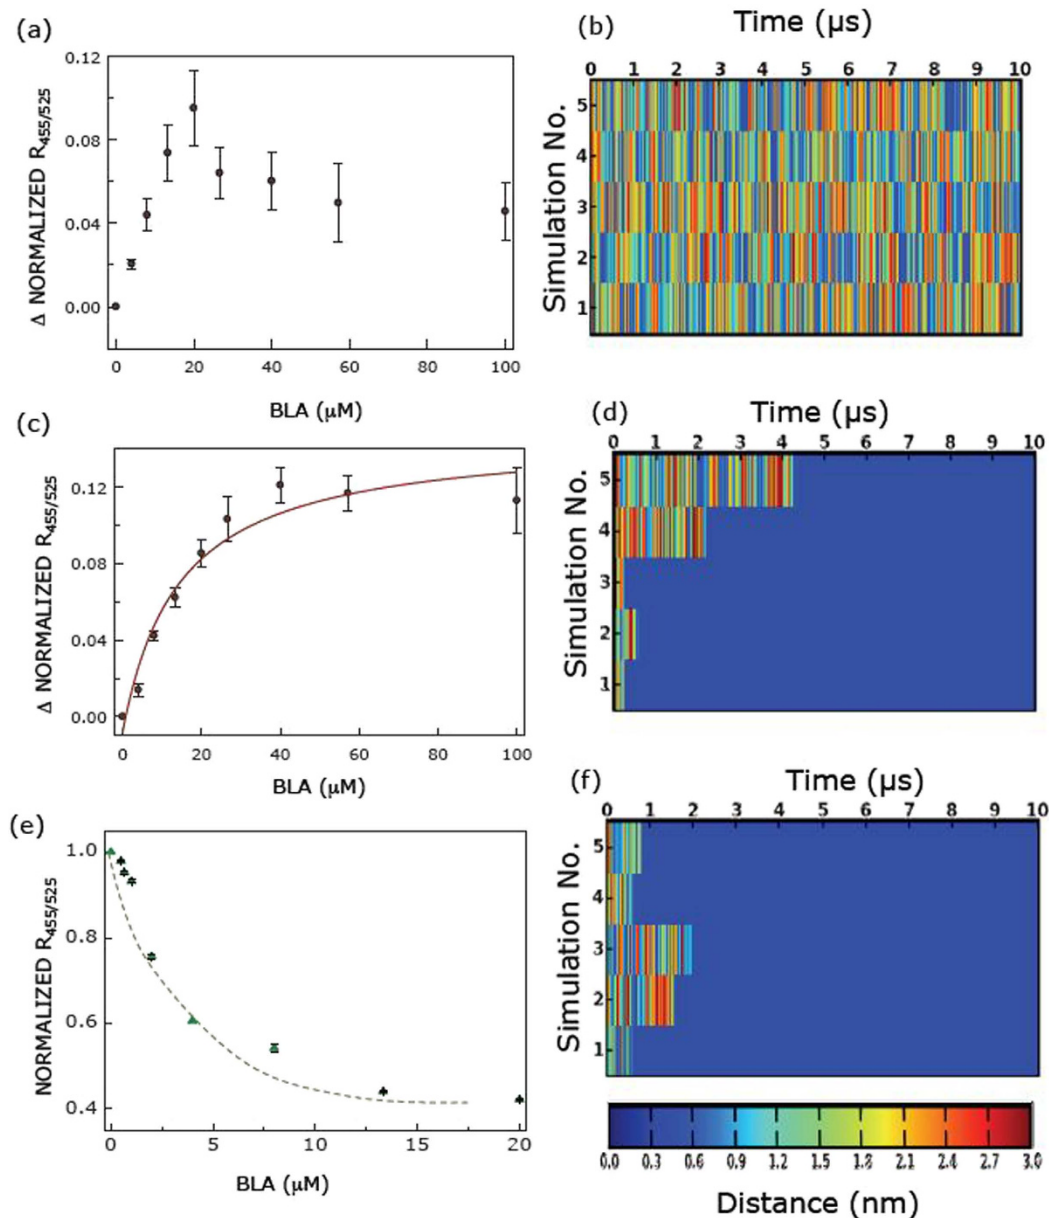 (a)
Δ NORMALIZED R455/525
0.12
0.08
0.04
0.00
0 20 40 60 80 100
BLA (μM)
(b)
Time (μs)
0 1 2 3 4 5 6 7 8 9 10
Simulation No.
5
4
3
2
1
(c)
Δ NORMALIZED R455/525
0.12
0.08
0.04
0.00
0 20 40 60 80 100
BLA (μM)
(d)
Time (μs)
0 1 2 3 4 5 6 7 8 9 10
Simulation No.
5
4
3
2
1
(e)
NORMALIZED R455/525
1.0
0.8
0.6
0.4
0 5 10 15 20
BLA (μM)
(f)
Time (μs)
0 1 2 3 4 5 6 7 8 9 10
Simulation No.
5
4
3
2
1
0.0 0.3 0.6 0.9 1.2 1.5 1.8 2.1 2.4 2.7 3.0
Distance (nm)